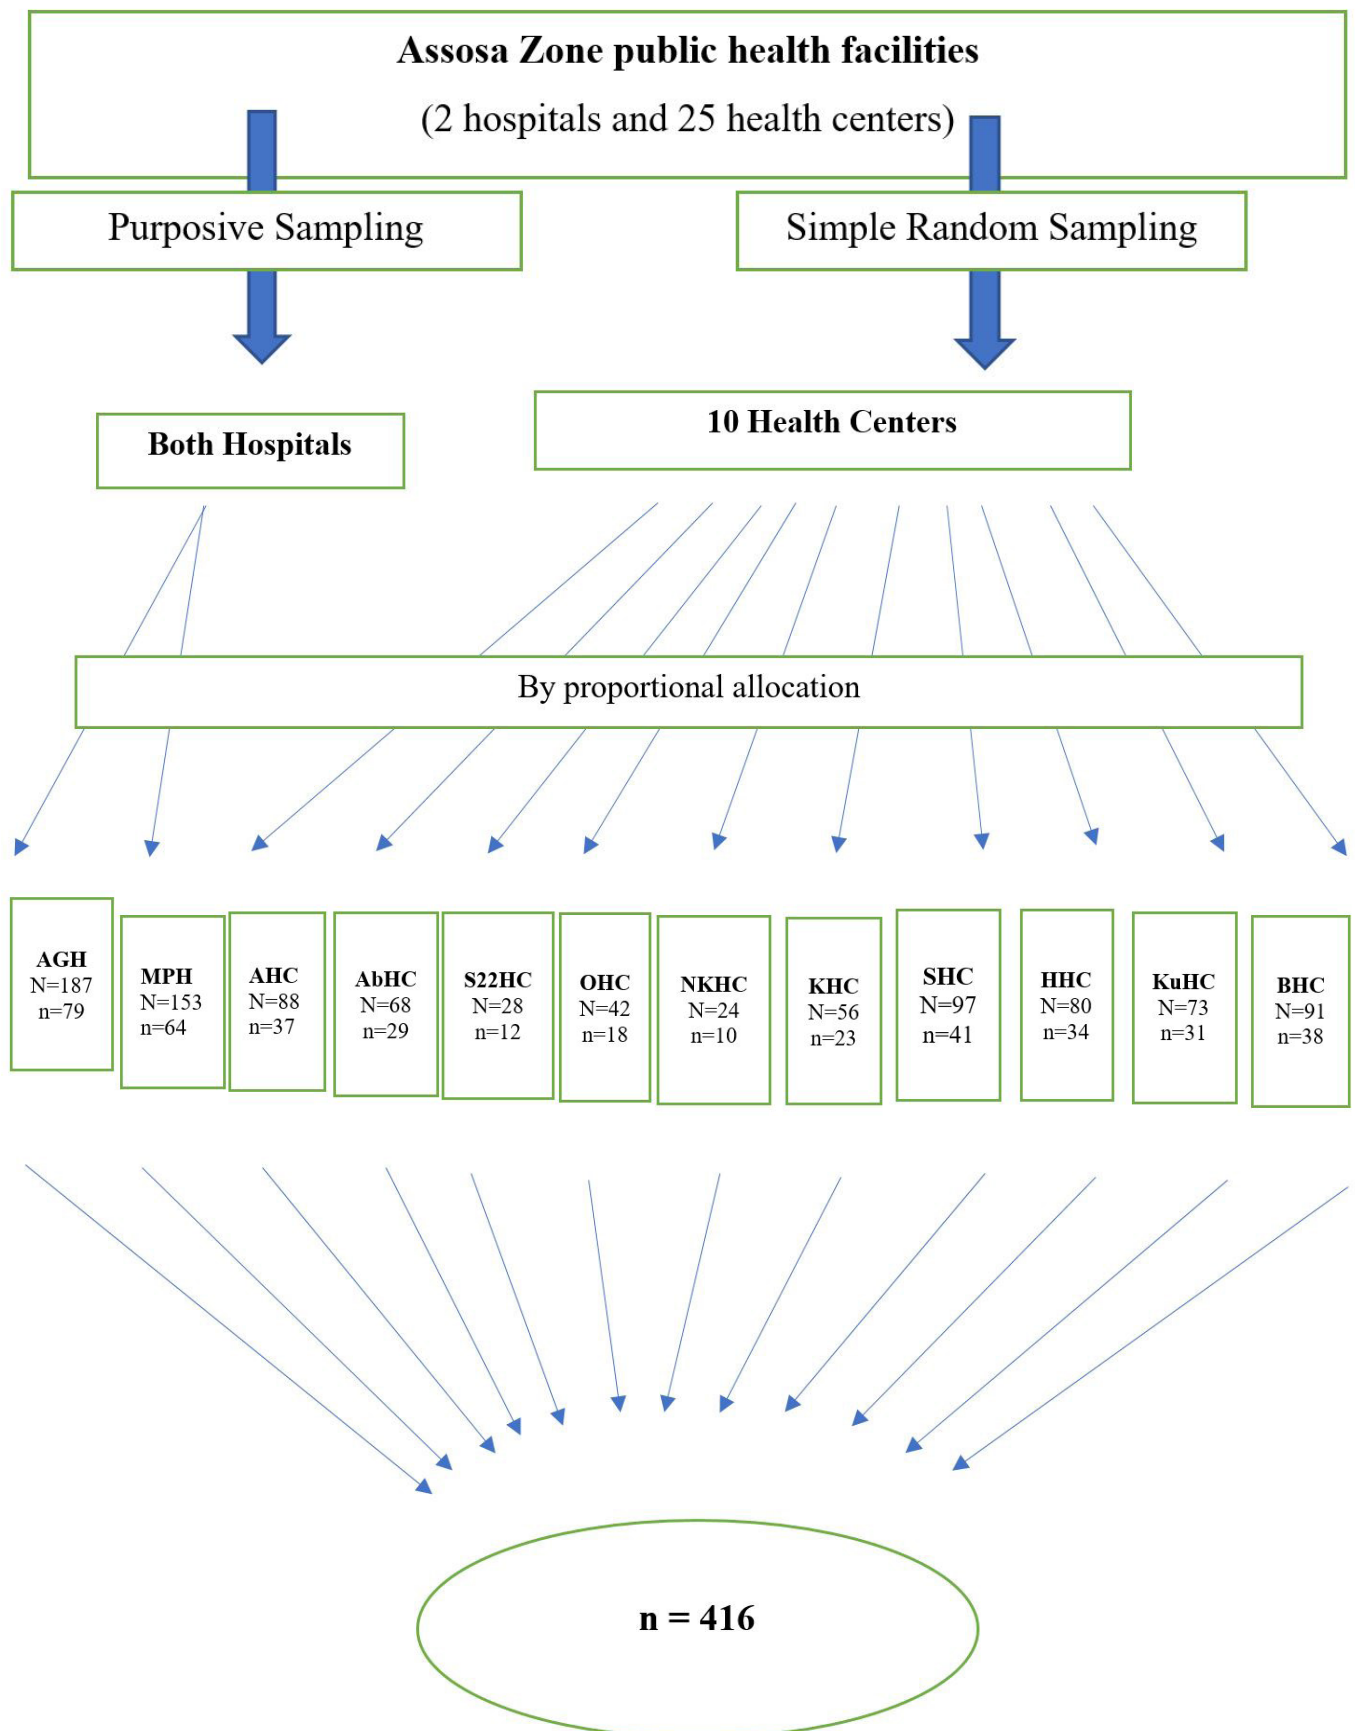 Assosa Zone public health facilities
(2 hospitals and 25 health centers)
Purposive Sampling
Simple Random Sampling
Both Hospitals
10 Health Centers
By proportional allocation
AGH
N=187
n=79
MPH
N=153
n=64
AHC
N=88
n=37
AbHC
N=68
n=29
S22HC
N=28
n=12
OHC
N=42
n=18
NKHC
N=24
n=10
KHC
N=56
n=23
SHC
N=97
n=41
HHC
N=80
n=34
KuHC
N=73
n=31
BHC
N=91
n=38
n = 416